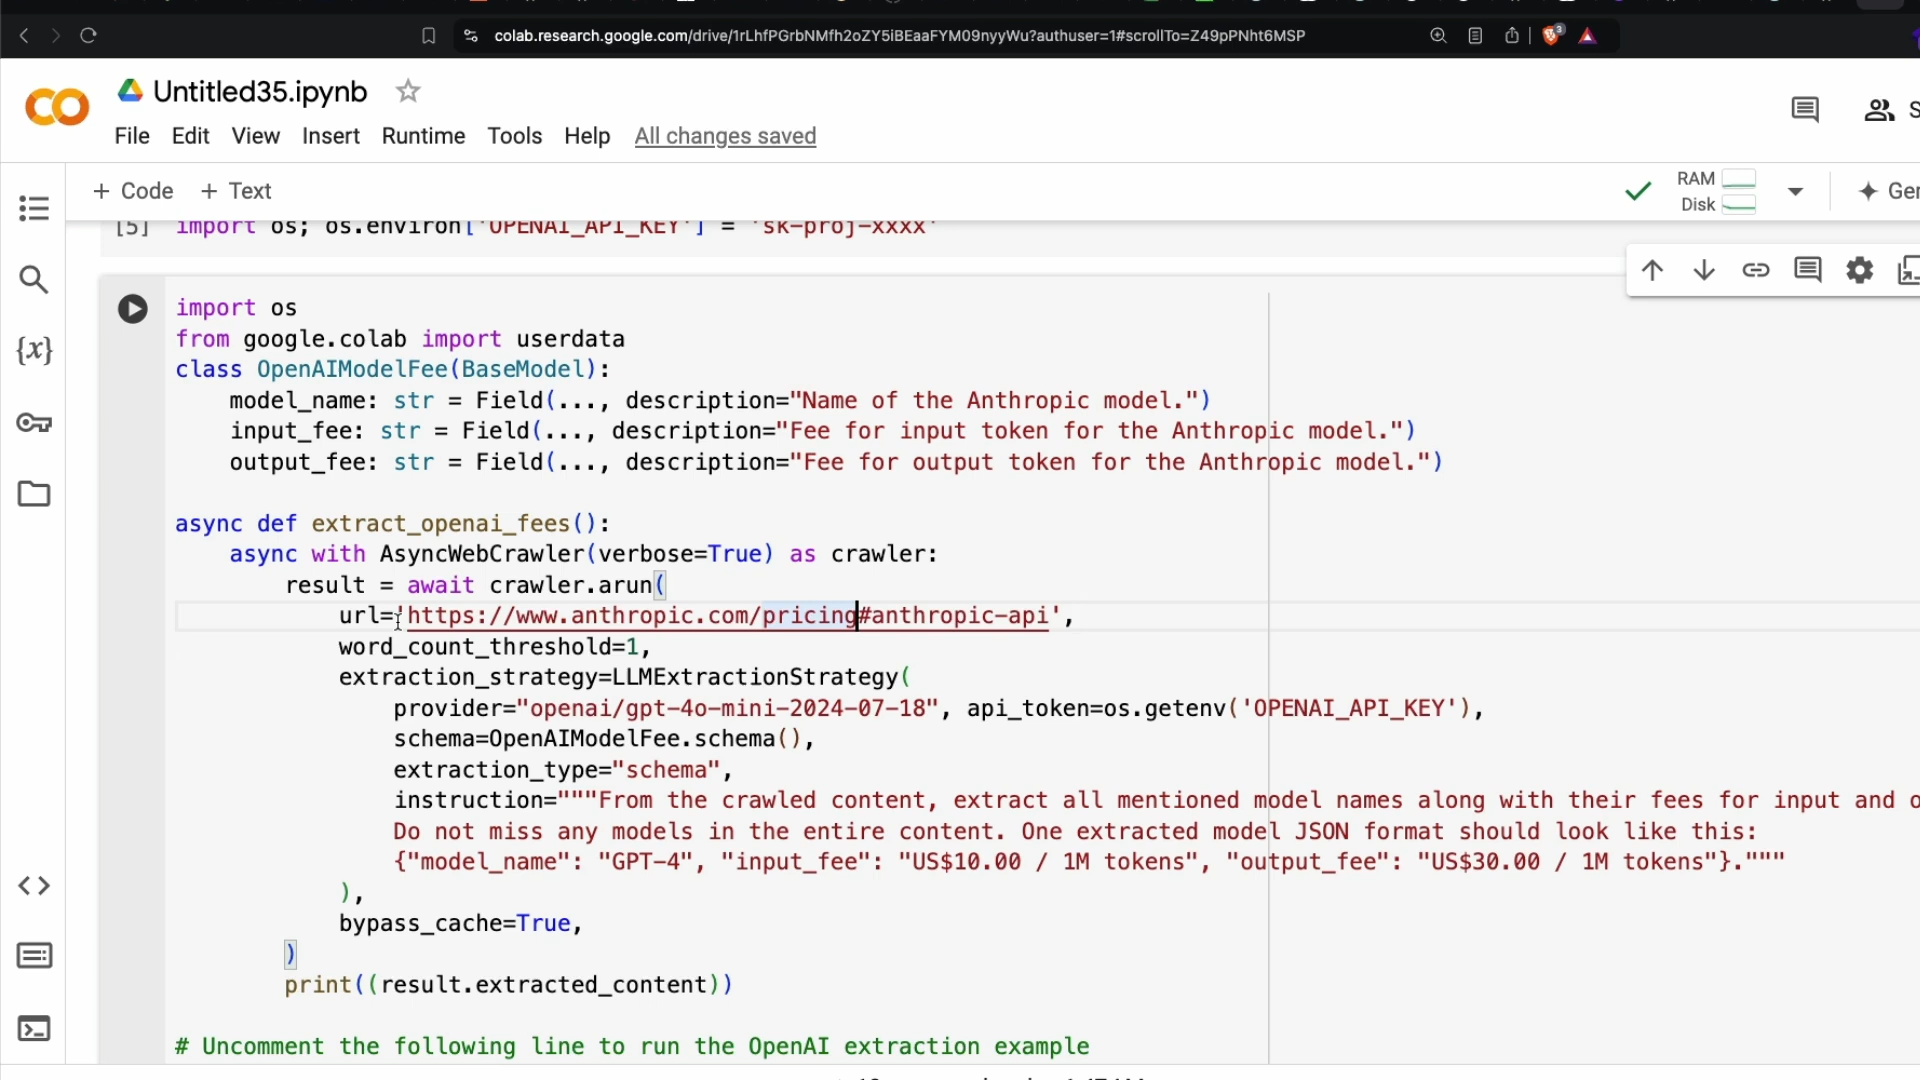 colab.research.google.com/drive/1rLhfPGrbNMfh2oZY5iBEaaFYM09nyyWu?authuser=1#scrollTo=Z49pPNht6MSP
3
Untitled35.ipynb
File Edit View Insert Runtime Tools Help All changes saved
+ Code + Text
RAM
Disk
[5] import os; os.environ['OPENAI_API_KEY'] = 'sk-proj-xxxx'
import os
from google.colab import userdata
class OpenAIModelFee(BaseModel):
model_name: str = Field(..., description="Name of the Anthropic model.")
input_fee: str = Field(..., description="Fee for input token for the Anthropic model.")
output_fee: str = Field(..., description="Fee for output token for the Anthropic model.")
async def extract_openai_fees():
async with AsyncWebCrawler(verbose=True) as crawler:
result = await crawler.arun(
url='https://www.anthropic.com/pricing#anthropic-api',
word_count_threshold=1,
extraction_strategy=LLMExtractionStrategy(
provider="openai/gpt-4o-mini-2024-07-18", api_token=os.getenv('OPENAI_API_KEY'),
schema=OpenAIModelFee.schema(),
extraction_type="schema",
instruction="""From the crawled content, extract all mentioned model names along with their fees for input and
Do not miss any models in the entire content. One extracted model JSON format should look like this:
{"model_name": "GPT-4", "input_fee": "US$10.00 / 1M tokens", "output_fee": "US$30.00 / 1M tokens"}."""
),
bypass_cache=True,
)
print((result.extracted_content))
# Uncomment the following line to run the OpenAI extraction example